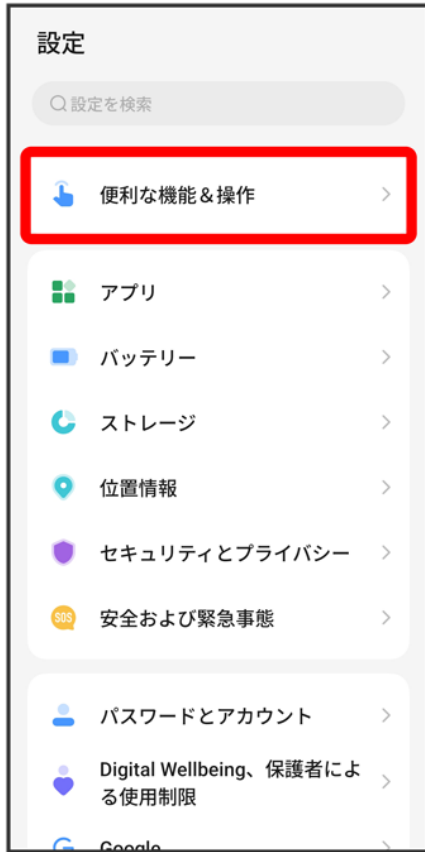 設定
設定を検索
便利な機能＆操作
アプリ
バッテリー
ストレージ
位置情報
セキュリティとプライバシー
SOS
安全および緊急事態
パスワードとアカウント
Digital Wellbeing、保護者によ
る使用制限
Google